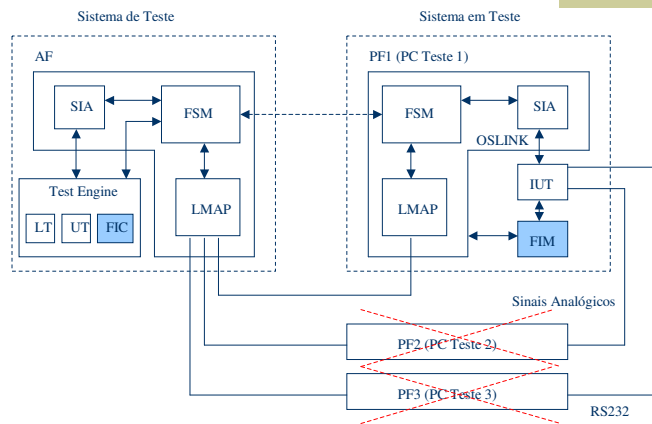 Sistema de Teste
Sistema em Teste
AF
PF1 (PC Teste 1)
SIA
FSM
FSM
SIA
OSLINK
Test Engine
LT
UT
FIC
LMAP
LMAP
IUT
FIM
Sinais Analógicos
PF2 (PC Teste 2)
PF3 (PC Teste 3)
RS232